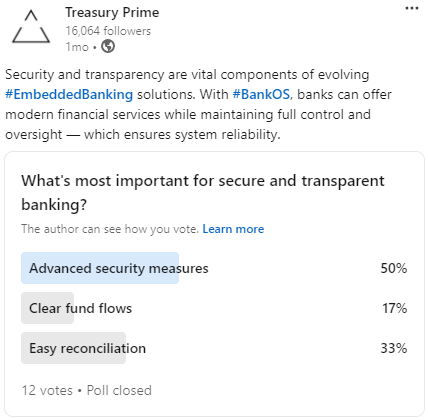 Treasury Prime
16,064 followers
1mo •
Security and transparency are vital components of evolving
#EmbeddedBanking solutions. With #BankOS, banks can offer
modern financial services while maintaining full control and
oversight — which ensures system reliability.
What's most important for secure and transparent
banking?
The author can see how you vote. Learn more
Advanced security measures 50%
Clear fund flows 17%
Easy reconciliation 33%
12 votes • Poll closed